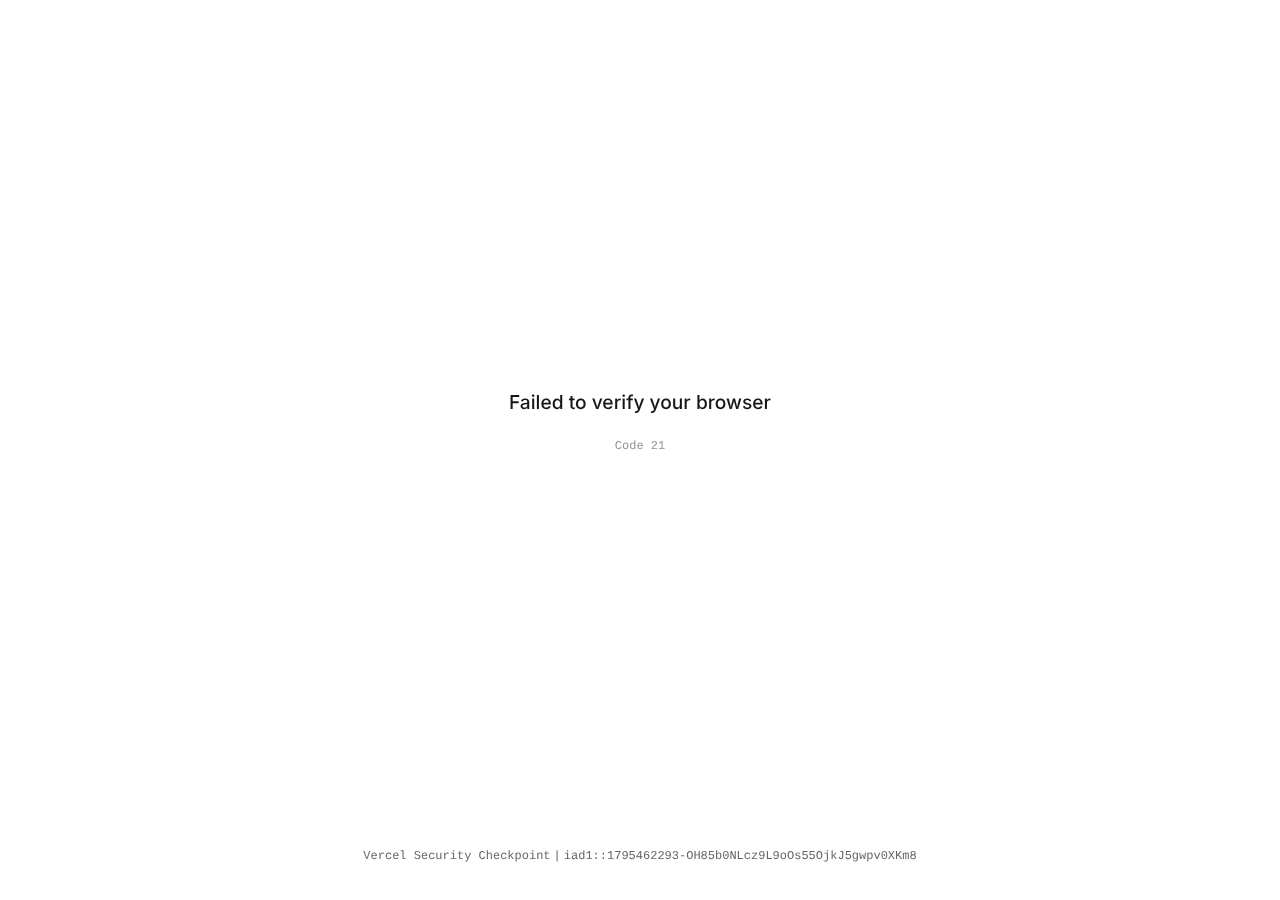 Failed to verify your browser
Code 21
Vercel Security Checkpoint | iad1::1795462293-OH85b0NLcz9L9oOs55OjkJ5gwpv0XKm8